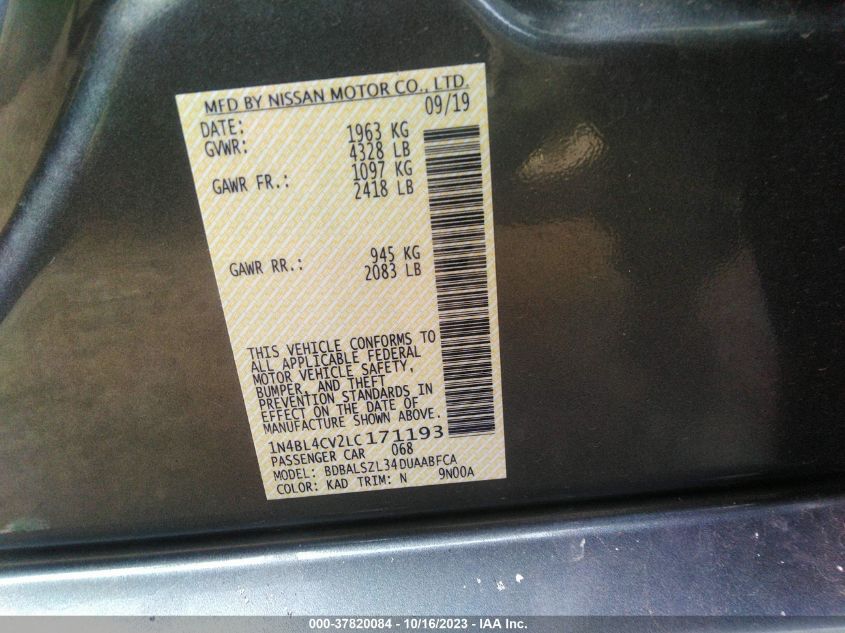 MFD BY NISSAN MOTOR CO., LTD.
DATE: 09/19
GVWR: 1963 KG
4328 LB
GAWR FR.: 1097 KG
2418 LB
GAWR RR.: 945 KG
2083 LB
THIS VEHICLE CONFORMS TO
ALL APPLICABLE FEDERAL
MOTOR VEHICLE SAFETY,
BUMPER, AND THEFT
PREVENTION STANDARDS IN
EFFECT ON THE DATE OF
MANUFACTURE SHOWN ABOVE.
1N4BL4CV2LC171193
PASSENGER CAR 068
MODEL: BDBALSZL34DUAABFCA
COLOR: KAD TRIM: N 9N00A
000-37820084 - 10/16/2023 - IAA Inc.